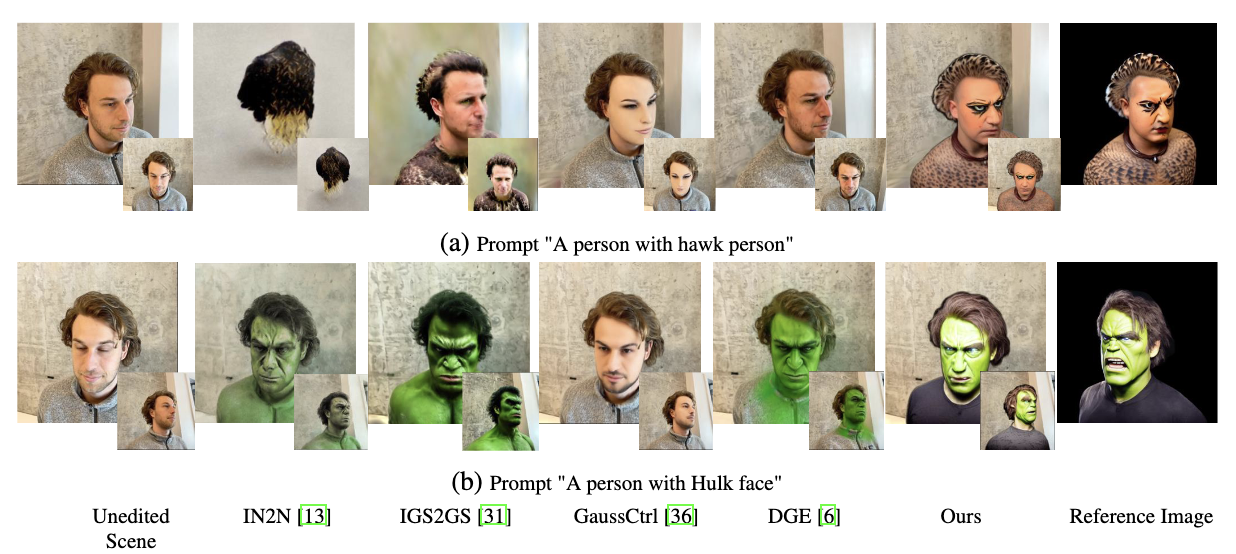 (a) Prompt "A person with hawk person"
(b) Prompt "A person with Hulk face"
Unedited Scene
IN2N [13]
IGS2GS [31]
GaussCtrl [36]
DGE [6]
Ours
Reference Image